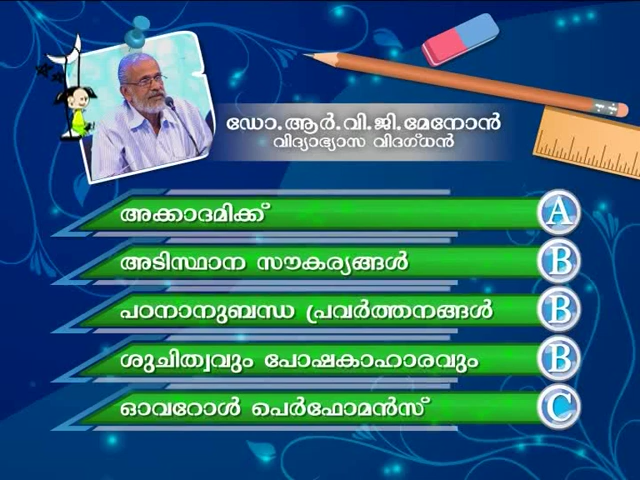 ഡോ.ആർ.വി.ജി.മേനോൻ
വിദ്യാഭ്യാസ വിദഗ്ദ്ധൻ
അക്കാദമിക്ക് A
അടിസ്ഥാന സൗകര്യങ്ങൾ B
പഠനാനുബന്ധ പ്രവർത്തനങ്ങൾ B
ശുചിത്വവും പോഷകാഹാരവും B
ഓവറോൾ പെർഫോമൻസ് C